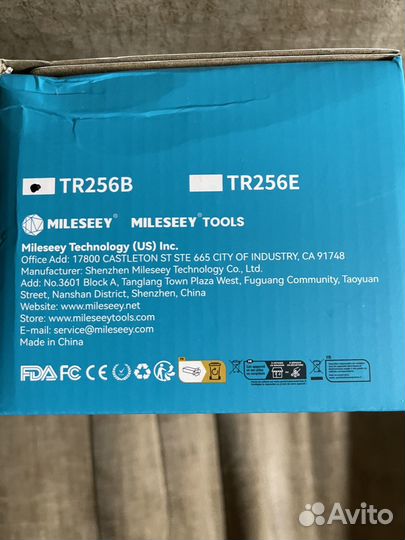 TR256B TR256E
MILESEEY® MILESEEY® TOOLS
Mileseey Technology (US) Inc.
Office Add: 17800 CASTLETON ST STE 665 CITY OF INDUSTRY, CA 91748
Manufacturer: Shenzhen Mileseey Technology Co., Ltd.
Add: No.3601 Block A, Tanglang Town Plaza West, Fuguang Community, Taoyuan
Street, Nanshan District, Shenzhen, China
Website: www.mileseey.net
Store: www.mileseeytools.com
E-mail: service@mileseey.com
Made in China
FDA FC CE
Avito